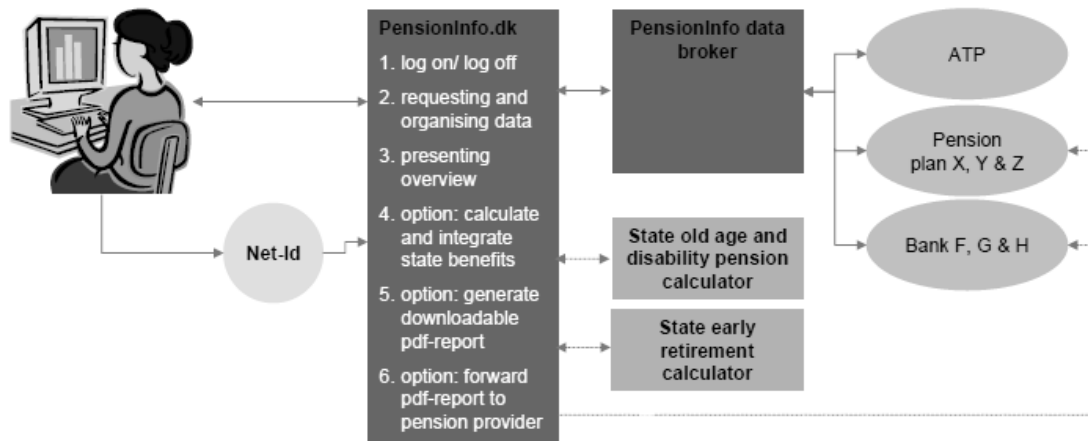 PensionInfo.dk
1. log on/ log off
2. requesting and
organising data
3. presenting
overview
4. option: calculate
and integrate
state benefits
5. option: generate
downloadable
pdf-report
6. option: forward
pdf-report to
pension provider
Net-Id
PensionInfo data
broker
State old age and
disability pension
calculator
State early
retirement
calculator
ATP
Pension
plan X, Y & Z
Bank F, G & H